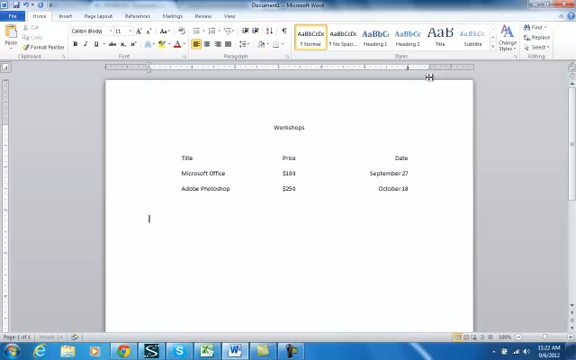 Document1 - Microsoft Word
File Home Insert Page Layout References Mailings Review View
Cut
Copy
Format Painter
Paste
Clipboard
Calibri (Body) 11
Font
Paragraph
AaBbCcDc AaBbCcDc AaBbCc AaBbCc AaB AaBbCc.
¶ Normal ¶ No Spac... Heading 1 Heading 2 Title Subtitle
Styles
Change Styles
Find
Replace
Select
Editing
Workshops
Title Price Date
Microsoft Office $100 September 27
Adobe Photoshop $250 October 18
Page 1 of 1
Words: 14
100%
11:22 AM
9/6/2012